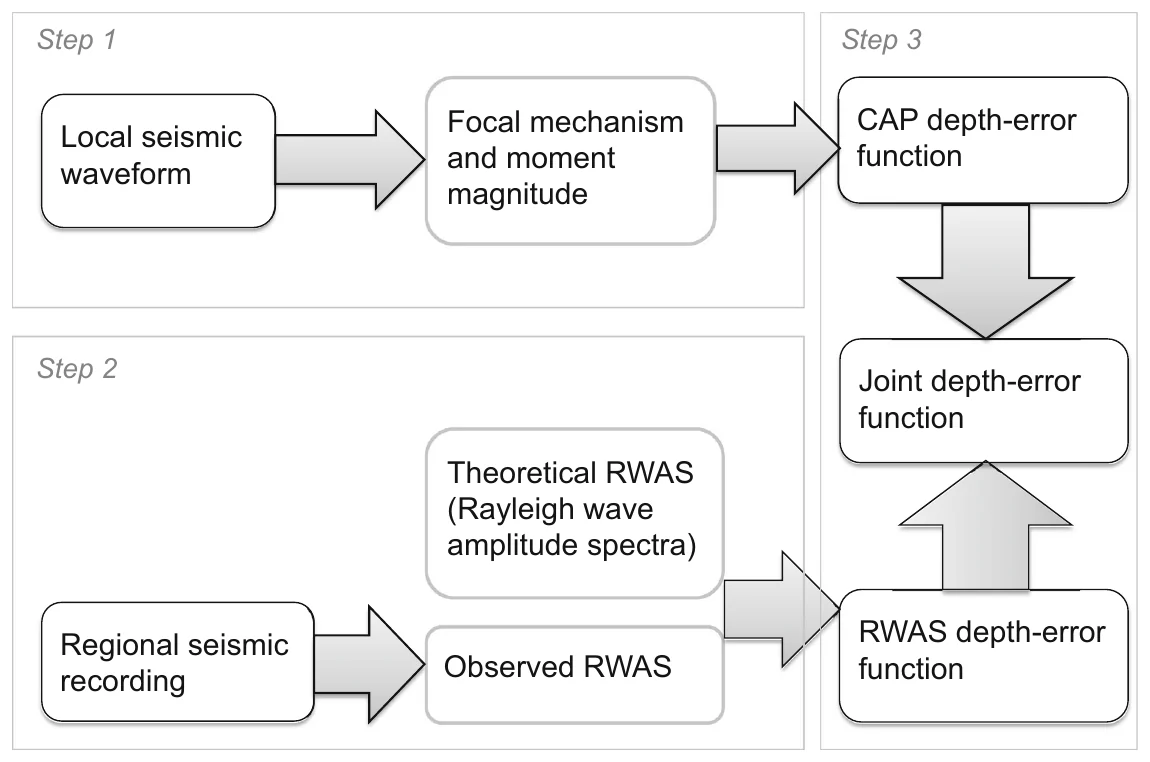 Step 1
Local seismic
waveform
Focal mechanism
and moment
magnitude
Step 2
Theoretical RWAS
(Rayleigh wave
amplitude spectra)
Regional seismic
recording
Observed RWAS
Step 3
CAP depth-error
function
Joint depth-error
function
RWAS depth-error
function